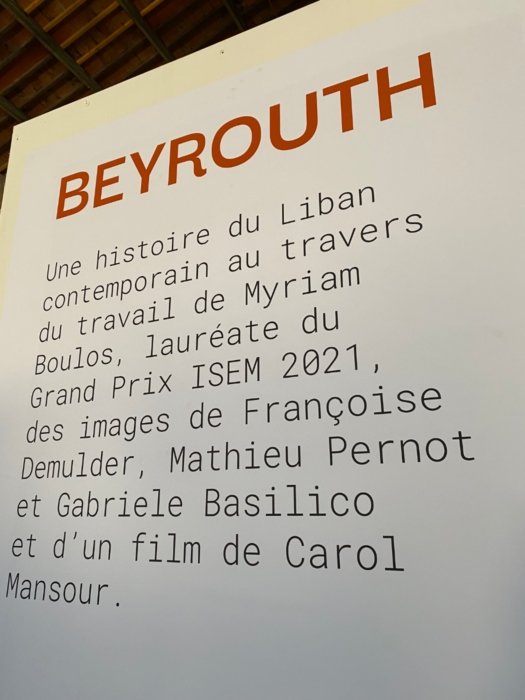 BEYROUTH
Une histoire du Liban
contemporain au travers
du travail de Myriam
Boulos, lauréate du
Grand Prix ISEM 2021,
des images de Françoise
Demulder, Mathieu Pernot
et Gabriele Basilico
et d'un film de Carol
Mansour.